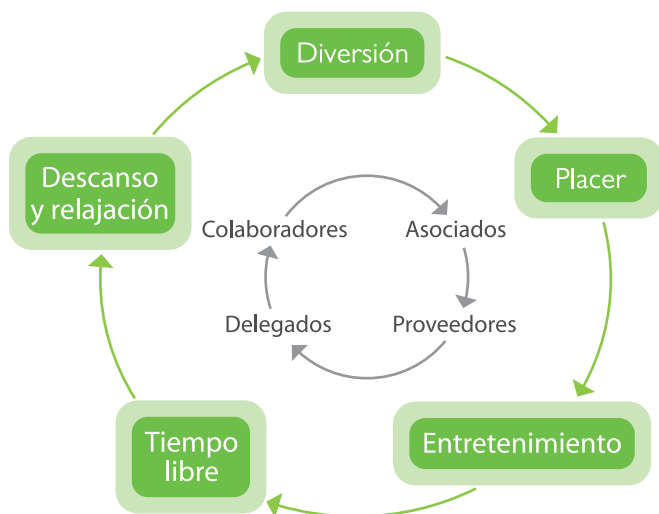 Diversión
Placer
Descanso
y relajación
Colaboradores
Asociados
Delegados
Proveedores
Tiempo
libre
Entretenimiento